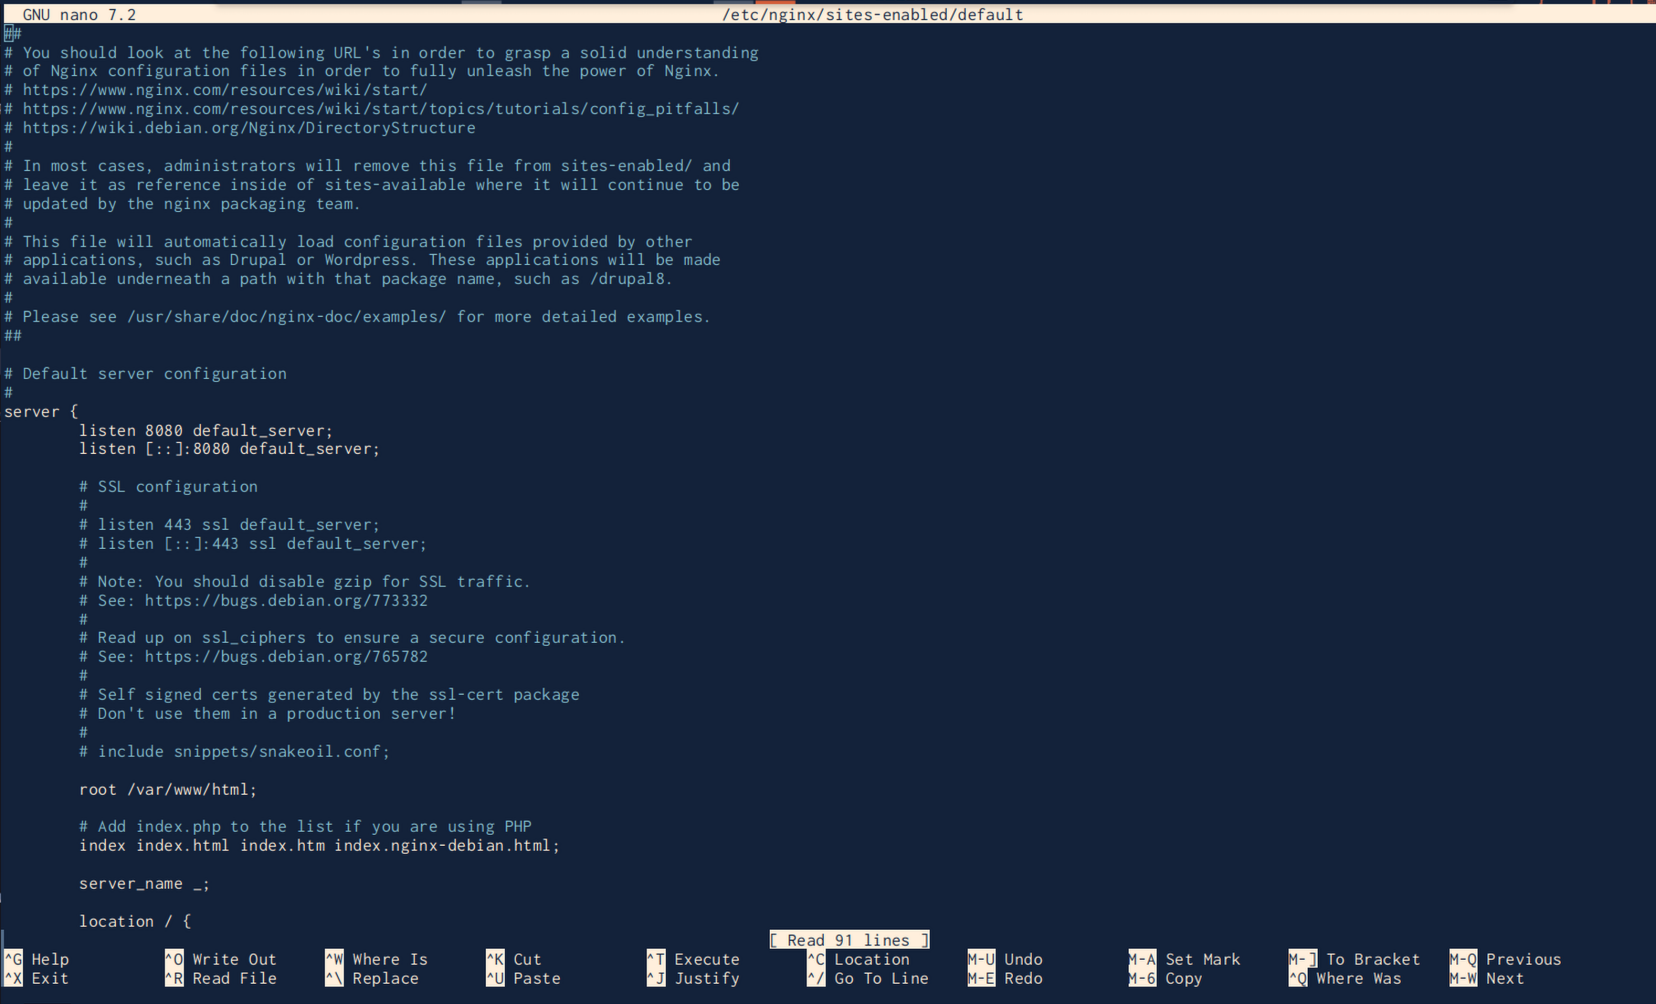 GNU nano 7.2 /etc/nginx/sites-enabled/default
##
# You should look at the following URL's in order to grasp a solid understanding
# of Nginx configuration files in order to fully unleash the power of Nginx.
# https://www.nginx.com/resources/wiki/start/
# https://www.nginx.com/resources/wiki/start/topics/tutorials/config_pitfalls/
# https://wiki.debian.org/Nginx/DirectoryStructure
#
# In most cases, administrators will remove this file from sites-enabled/ and
# leave it as reference inside of sites-available where it will continue to be
# updated by the nginx packaging team.
#
# This file will automatically load configuration files provided by other
# applications, such as Drupal or Wordpress. These applications will be made
# available underneath a path with that package name, such as /drupal8.
#
# Please see /usr/share/doc/nginx-doc/examples/ for more detailed examples.
##

# Default server configuration
#
server {
        listen 8080 default_server;
        listen [::]:8080 default_server;

        # SSL configuration
        #
        # listen 443 ssl default_server;
        # listen [::]:443 ssl default_server;
        #
        # Note: You should disable gzip for SSL traffic.
        # See: https://bugs.debian.org/773332
        #
        # Read up on ssl_ciphers to ensure a secure configuration.
        # See: https://bugs.debian.org/765782
        #
        # Self signed certs generated by the ssl-cert package
        # Don't use them in a production server!
        #
        # include snippets/snakeoil.conf;

        root /var/www/html;

        # Add index.php to the list if you are using PHP
        index index.html index.htm index.nginx-debian.html;

        server_name _;

        location / {
[ Read 91 lines ]
^G Help ^O Write Out ^W Where Is ^K Cut ^T Execute ^C Location M-U Undo M-A Set Mark M-] To Bracket M-Q Previous
^X Exit ^R Read File ^\ Replace ^U Paste ^J Justify ^/ Go To Line M-E Redo M-6 Copy ^Q Where Was M-W Next